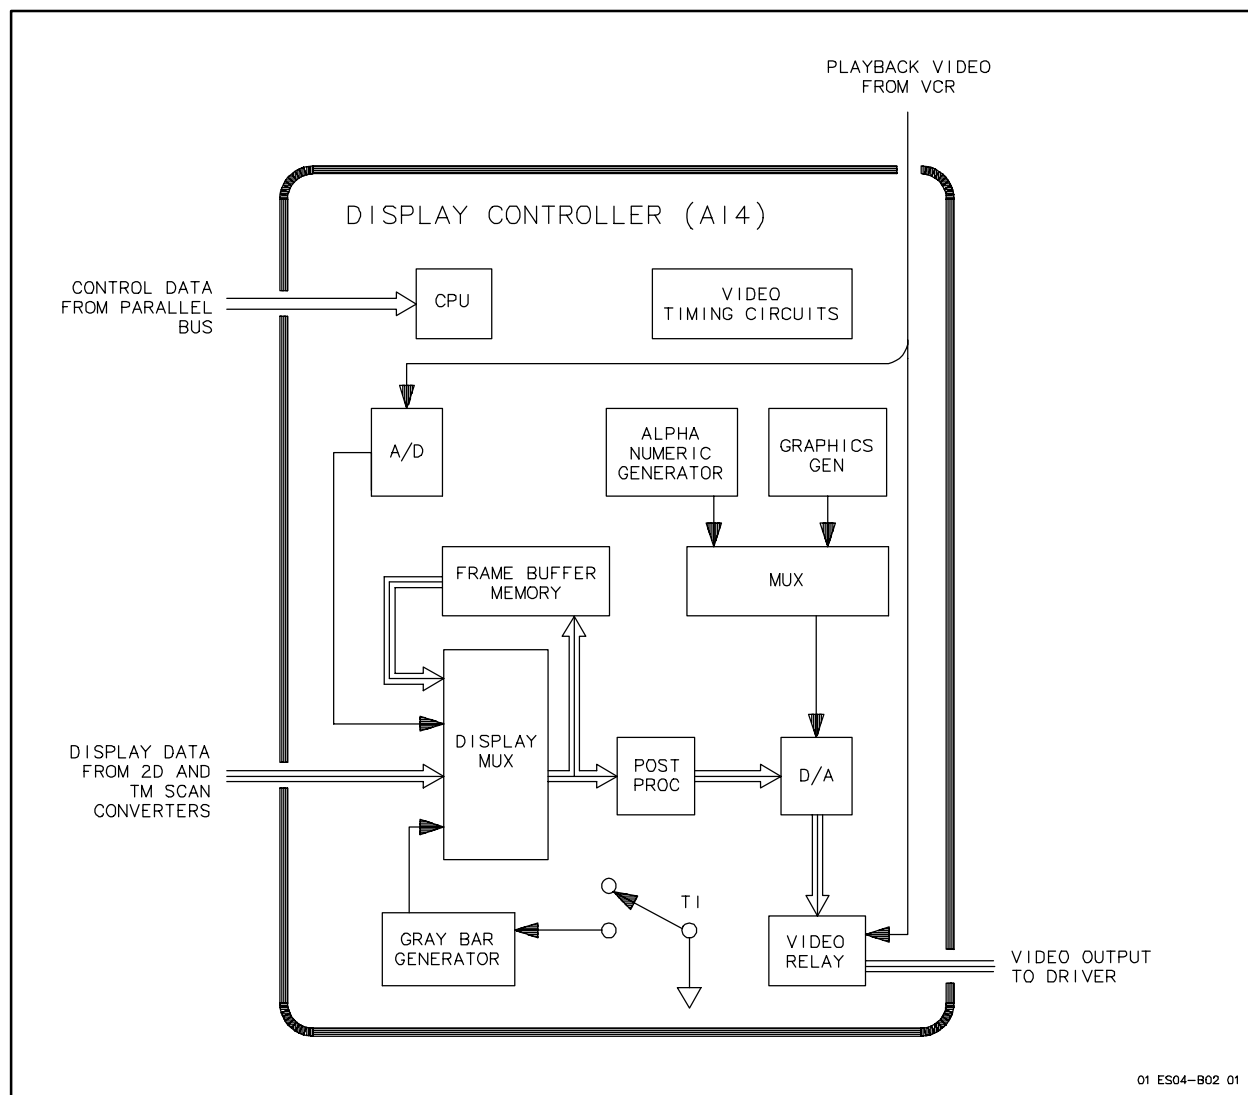 PLAYBACK VIDEO
FROM VCR
DISPLAY CONTROLLER (A14)
CONTROL DATA
FROM PARALLEL
BUS
CPU
VIDEO
TIMING CIRCUITS
A/D
ALPHA
NUMERIC
GENERATOR
GRAPHICS
GEN
FRAME BUFFER
MEMORY
MUX
DISPLAY DATA
FROM 2D AND
TM SCAN
CONVERTERS
DISPLAY
MUX
POST
PROC
D/A
T1
GRAY BAR
GENERATOR
VIDEO
RELAY
VIDEO OUTPUT
TO DRIVER
01 ES04-B02 01